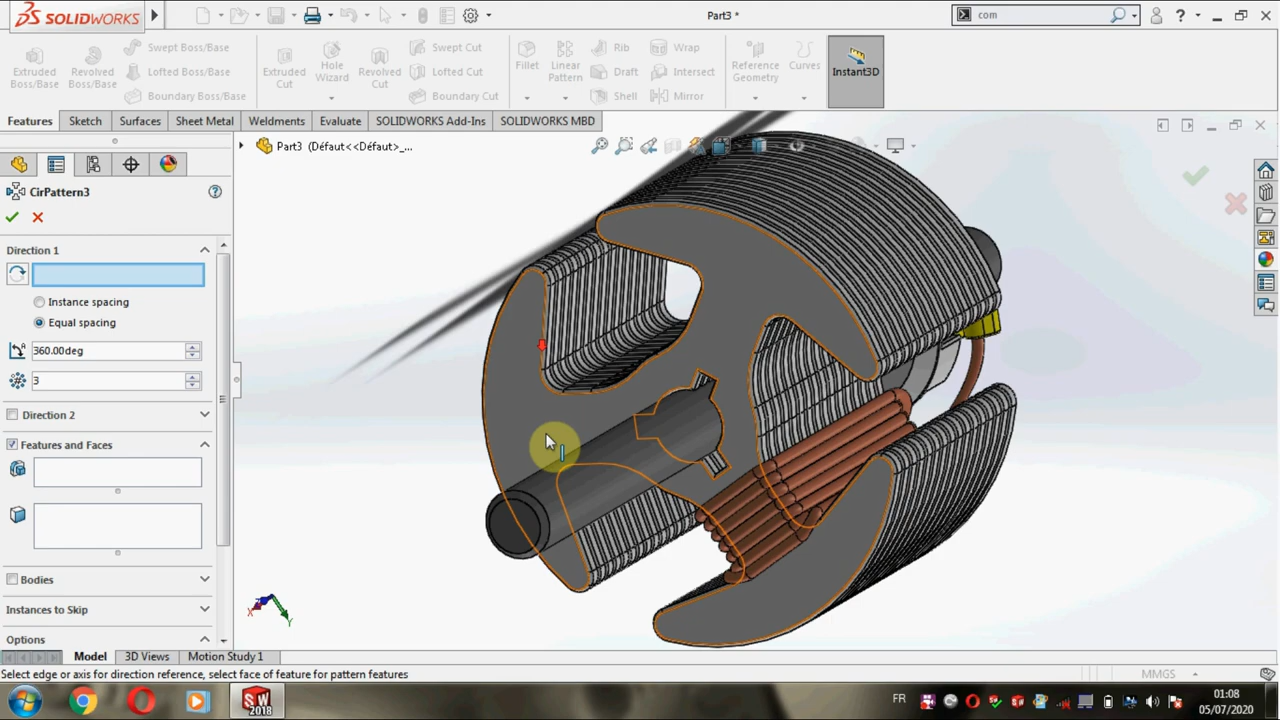 SOLIDWORKS
Part3 *
com
Extruded Boss/Base
Revolved Boss/Base
Swept Boss/Base
Lofted Boss/Base
Boundary Boss/Base
Extruded Cut
Hole Wizard
Revolved Cut
Swept Cut
Lofted Cut
Boundary Cut
Fillet
Linear Pattern
Rib
Draft
Shell
Wrap
Intersect
Mirror
Reference Geometry
Curves
Instant3D
Features
Sketch
Surfaces
Sheet Metal
Weldments
Evaluate
SOLIDWORKS Add-Ins
SOLIDWORKS MBD
Part3 (Défaut<<Défaut>_...
CirPattern3
Direction 1
Instance spacing
Equal spacing
360.00deg
3
Direction 2
Features and Faces
Bodies
Instances to Skip
Options
X
Y
Model
3D Views
Motion Study 1
Select edge or axis for direction reference, select face of feature for pattern features
MMGS
SW
2018
FR
01:08
05/07/2020